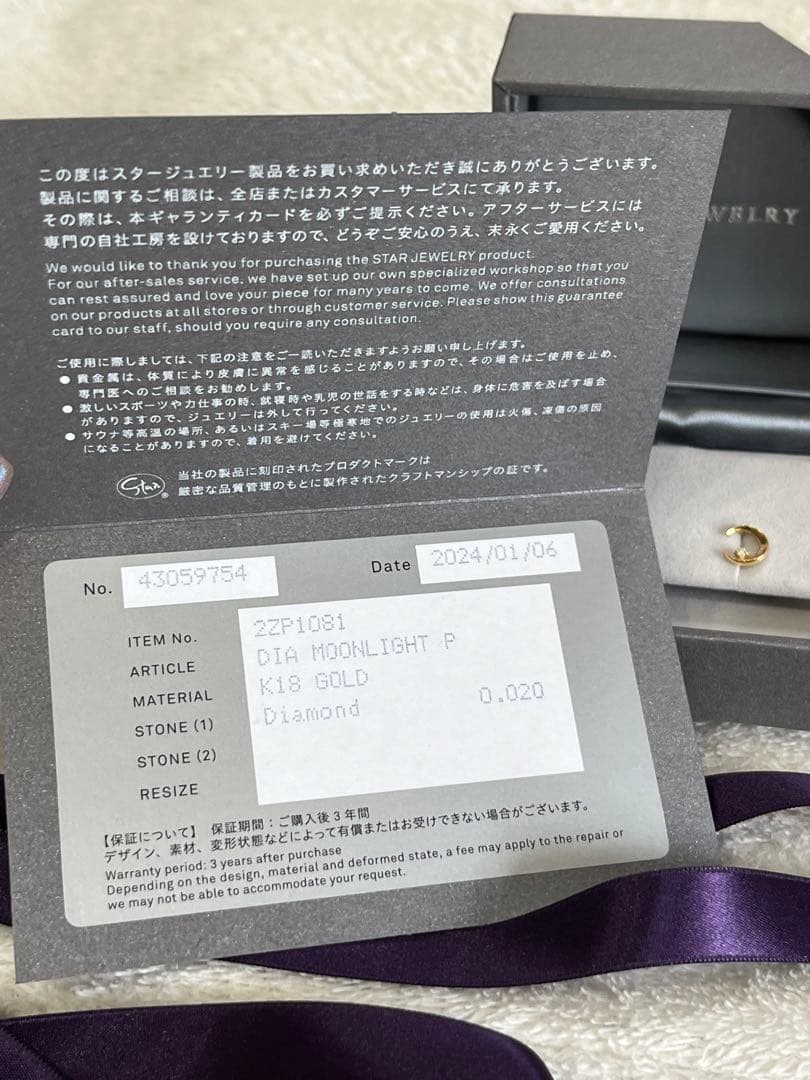 この度はスタージュエリー製品をお買い求めいただき誠にありがとうございます。
製品に関するご相談は、全店またはカスタマーサービスにて承ります。
その際は、本ギャランティカードを必ずご提示ください。アフターサービスには
専門の自社工房を設けておりますので、どうぞご安心のうえ、末永くご愛用ください。
We would like to thank you for purchasing the STAR JEWELRY product.
For our after-sales service, we have set up our own specialized workshop so that you
can rest assured and love your piece for many years to come. We offer consultations
on our products at all stores or through customer service. Please show this guarantee
card to our staff, should you require any consultation.
ご使用に際しましては、下記の注意をご一読いただきますようお願い申し上げます。
● 貴金属は、体質により皮膚に異常を感じることがありますので、その場合はご使用を止め、
専門医へのご相談をお勧めします。
● 激しいスポーツや力仕事の時、就寝時や乳児の世話をする時などは、身体に危害を及ぼす場合
がありますので、ジュエリーは外して行ってください。
● サウナ等高温の場所、あるいはスキー場等極寒地でのジュエリーの使用は火傷、凍傷の原因
になることがありますので、着用を避けてください。
Star®
当社の製品に刻印されたプロダクトマークは
厳密な品質管理のもとに製作されたクラフトマンシップの証です。
WELRY
No. 43059754 Date 2024/01/06
ITEM No. 2ZP1081
ARTICLE DIA MOONLIGHT P
MATERIAL K18 GOLD
STONE (1) Diamond 0.020
STONE (2)
RESIZE
【保証について】 保証期間：ご購入後3年間
デザイン、素材、変形状態などによって有償またはお受けできない場合がございます。
Warranty period: 3 years after purchase
Depending on the design, material and deformed state, a fee may apply to the repair or
we may not be able to accommodate your request.